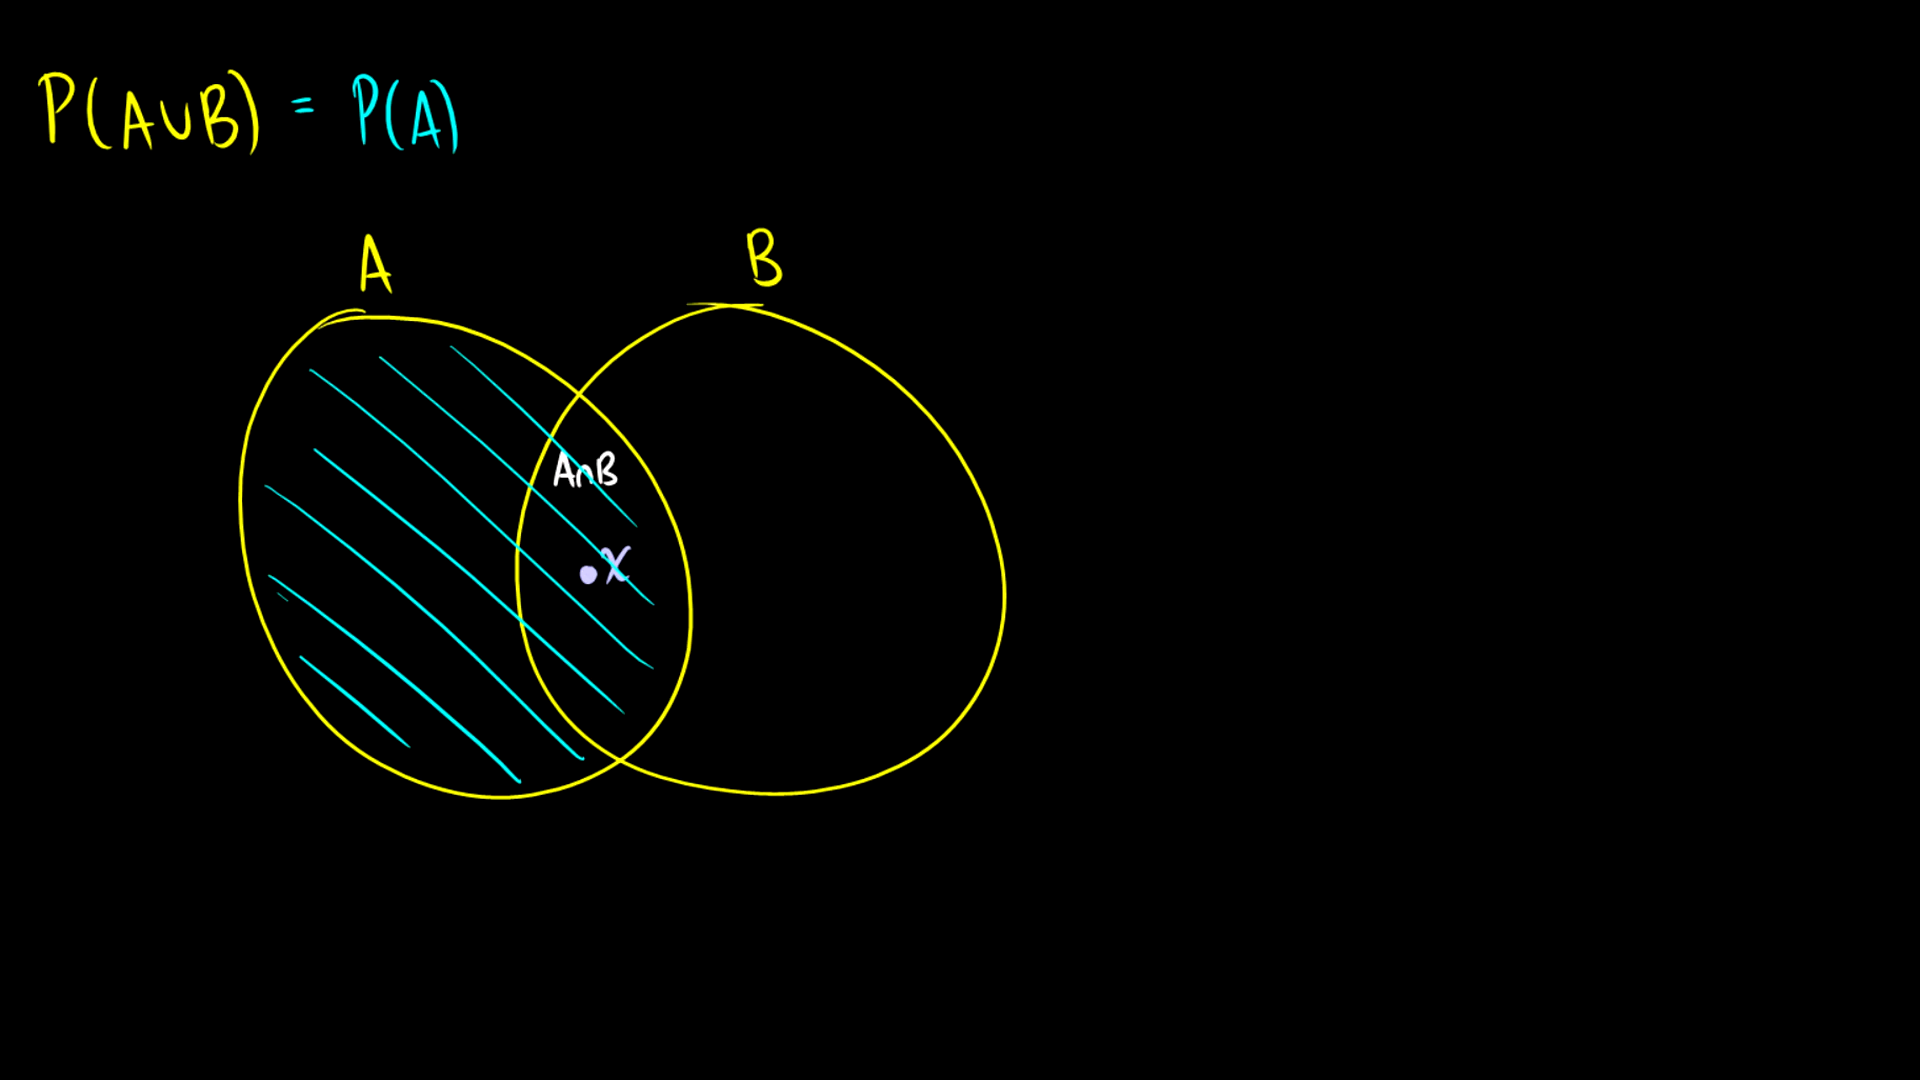 P(A∪B) = P(A)
A B
A∩B
x